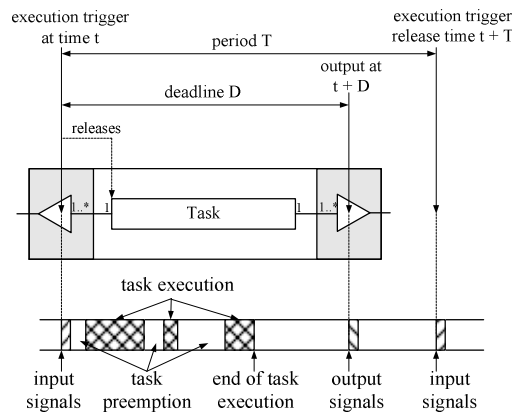 execution trigger
at time t
execution trigger
release time t + T
period T
output at
t + D
deadline D
releases
1..*
1
Task
1
1..*
task execution
input
signals
task
preemption
end of task
execution
output
signals
input
signals